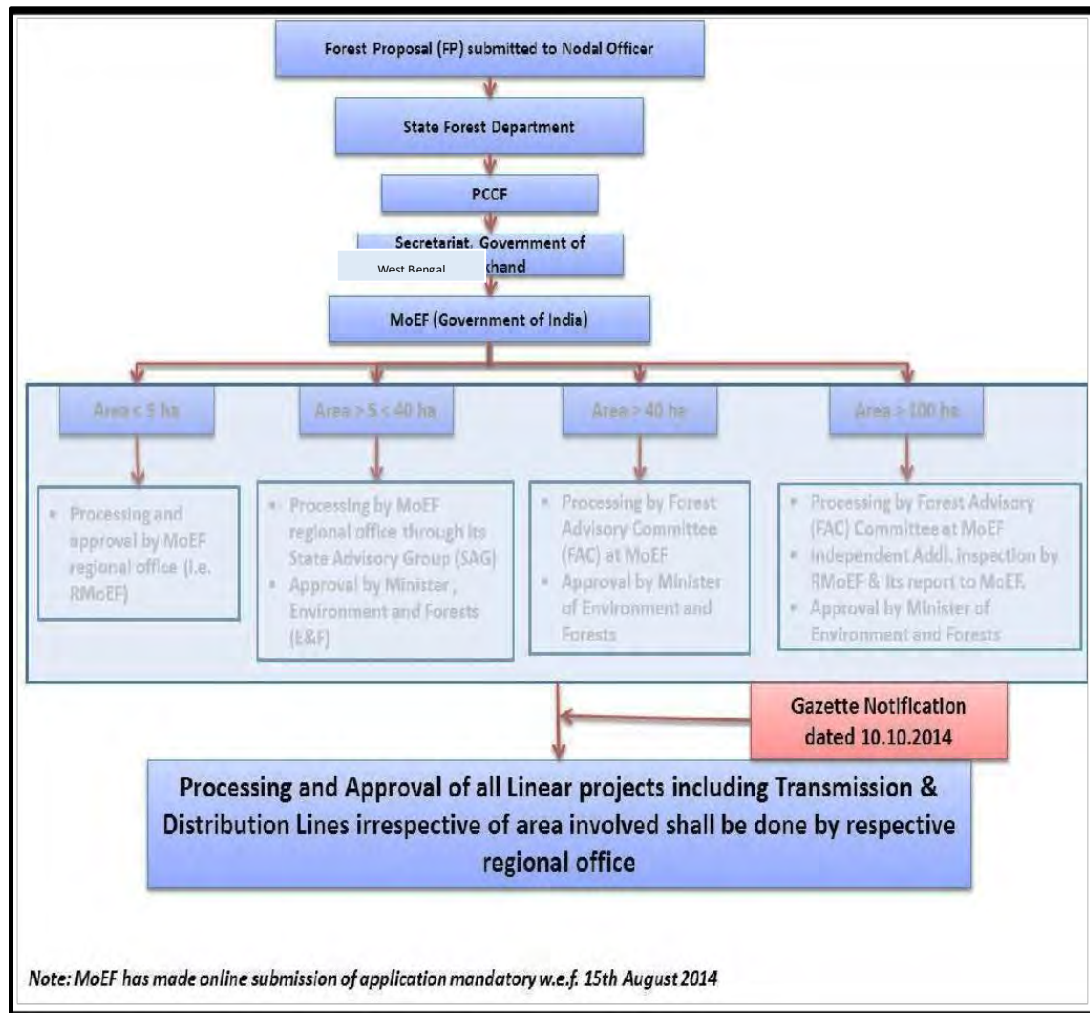 Forest Proposal (FP) submitted to Nodal Officer
State Forest Department
PCCF
Secretariat, Government of
West Bengal
khand
MoEF (Government of India)
Area < 5 ha
Area > 5 < 40 ha
Area > 40 ha
Area > 100 ha
• Processing and
approval by MoEF
regional office (i.e.
RMoEF)
• Processing by MoEF
regional office through its
State Advisory Group (SAG)
• Approval by Minister ,
Environment and Forests
(E&F)
• Processing by Forest
Advisory Committee
(FAC) at MoEF
• Approval by Minister
of Environment and
Forests
• Processing by Forest Advisory
(FAC) Committee at MoEF
• Independent Addl. Inspection by
RMoEF & its report to MoEF.
• Approval by Minister of
Environment and Forests
Gazette Notification
dated 10.10.2014
Processing and Approval of all Linear projects including Transmission &
Distribution Lines irrespective of area involved shall be done by respective
regional office
Note: MoEF has made online submission of application mandatory w.e.f. 15th August 2014